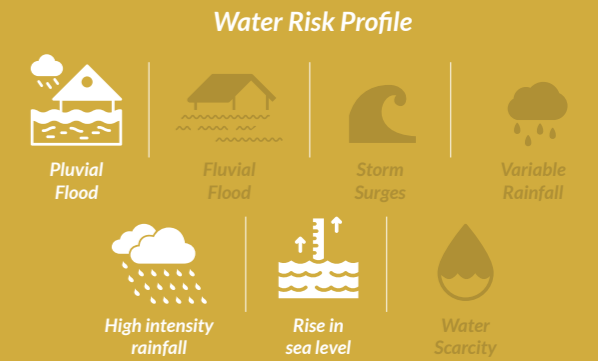 Water Risk Profile
Pluvial
Flood
Fluvial
Flood
Storm
Surges
Variable
Rainfall
High intensity
rainfall
Rise in
sea level
Water
Scarcity